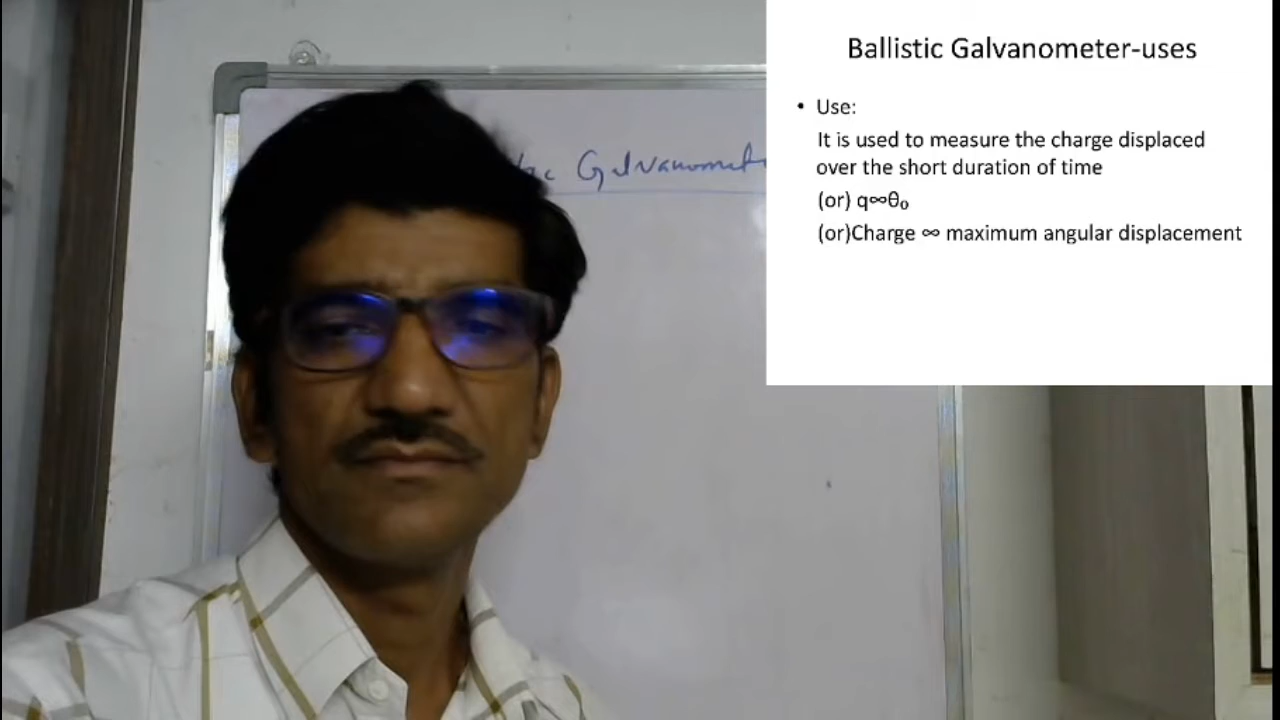 Ballistic Galvanometer-uses
• Use:
It is used to measure the charge displaced
over the short duration of time
(or) q∞θ₀
(or)Charge ∞ maximum angular displacement